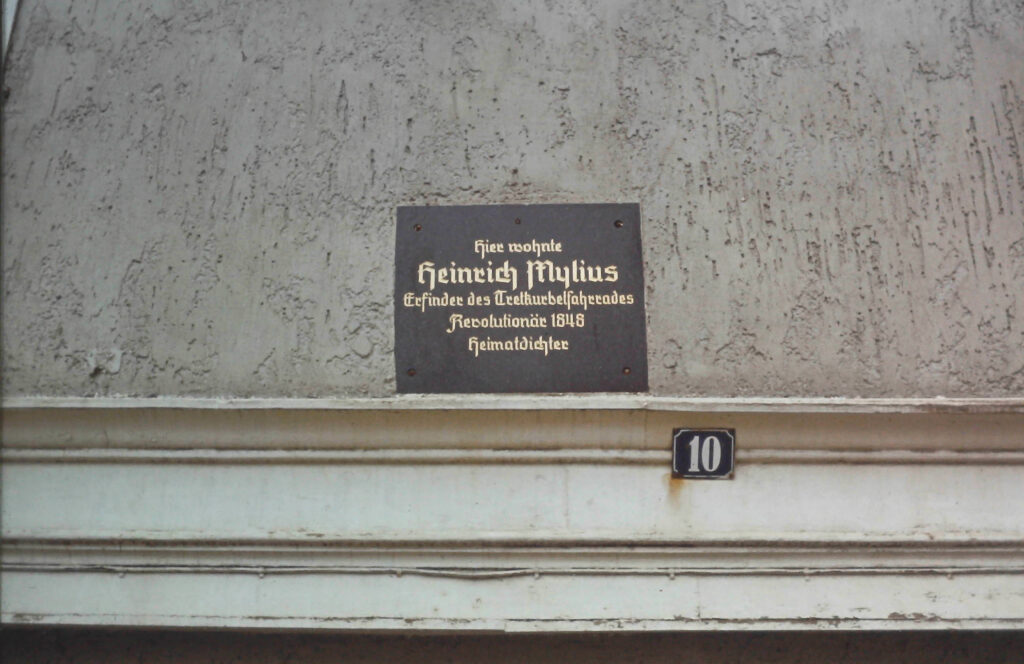 Hier wohnte
Heinrich Mylius
Erfinder des Tretkurbelfahrrades
Revolutionär 1848
Heimatdichter
10